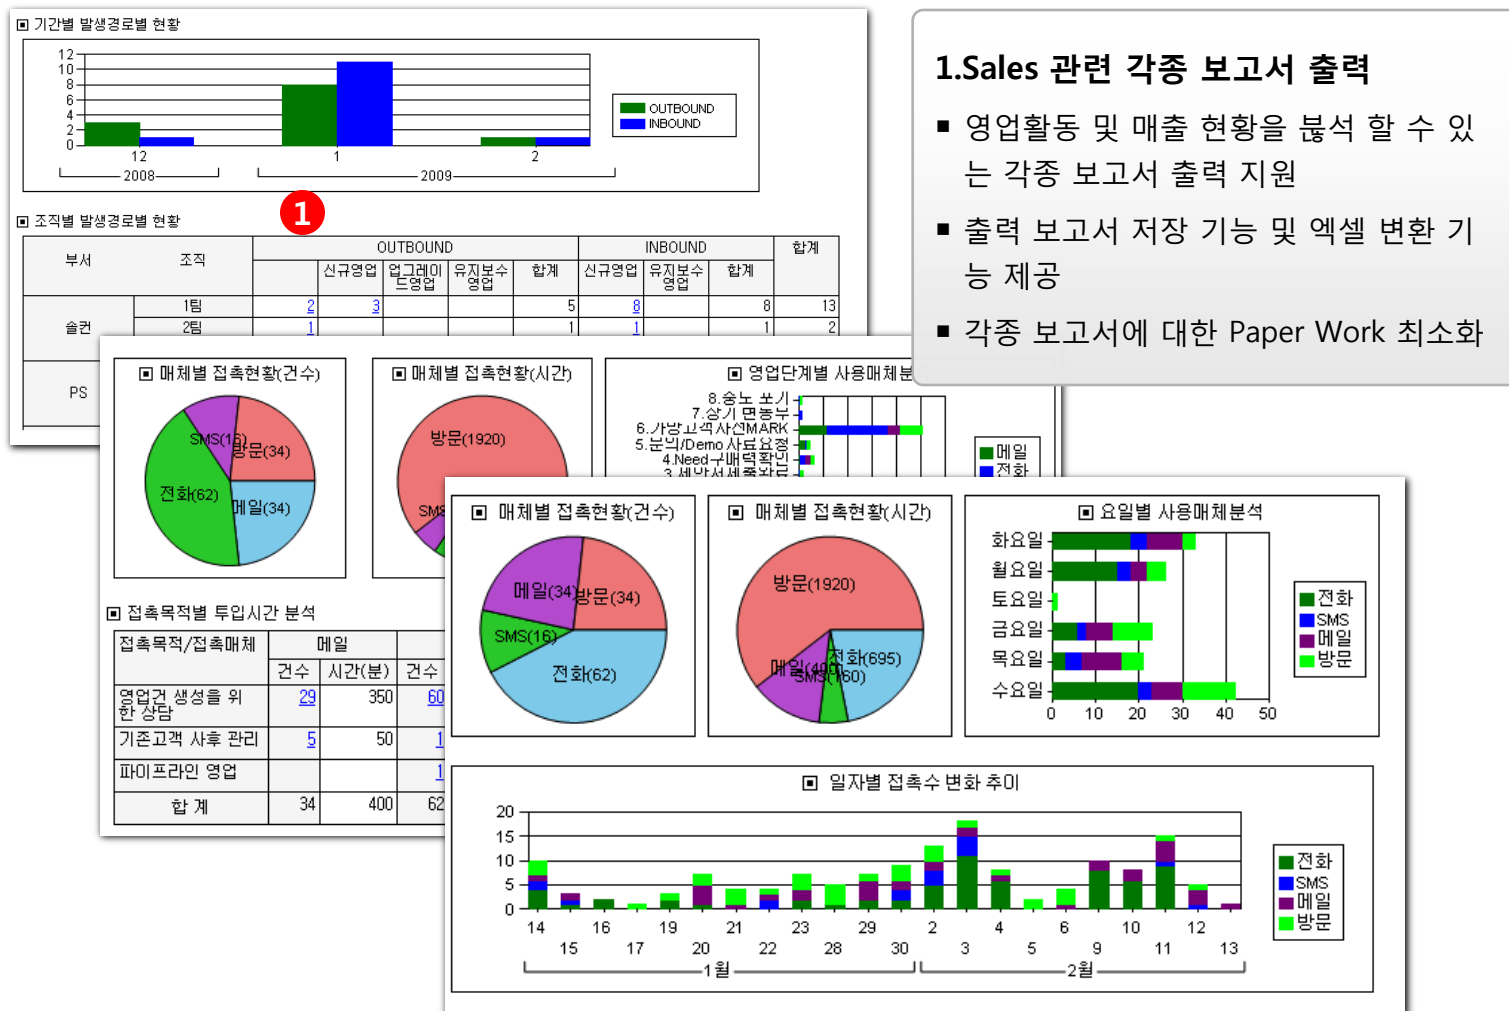 기간별 발생경로별 현황
12
10
8
6
4
2
0
12
1
2
2008
2009
OUTBOUND
INBOUND
1
조직별 발생경로별 현황
부서
조직
OUTBOUND
INBOUND
합계
신규영업
업그레이
드영업
유지보수
영업
합계
신규영업
유지보수
영업
합계
솔컨
1팀 2 3 5 8 8 13
2팀 1 1 1 1 2
PS
1.Sales 관련 각종 보고서 출력
영업활동 및 매출 현황을 붆석 할 수 있
는 각종 보고서 출력 지원
출력 보고서 저장 기능 및 엑셀 변환 기
능 제공
각종 보고서에 대한 Paper Work 최소화
매체별 접촉현황(건수)
SMS(16)
방문(34)
전화(62)
메일(34)
매체별 접촉현황(시간)
방문(1920)
SMS
영업단계별 사용매체분
메일
전화
접촉목적별 투입시간 분석
접촉목적/접촉매체
메일
건수 시간(분) 건수
영업건 생성을 위
한 상담
29 350 60
기존고객 사후 관리 5 50 1
파이프라인 영업 1
합 계 34 400 62
매체별 접촉현황(건수)
메일(34)
방문(34)
SMS(16)
전화(62)
매체별 접촉현황(시간)
방문(1920)
전화(695)
메일(400)
SMS(160)
요일별 사용매체분석
화요일
월요일
토요일
금요일
목요일
수요일
0 10 20 30 40 50
전화
SMS
메일
방문
일자별 접촉수 변화 추이
20
15
10
5
0
14 15 16 17 19 20 21 22 23 28 29 30 2 3 4 5 6 9 10 11 12 13
1월
2월
전화
SMS
메일
방문